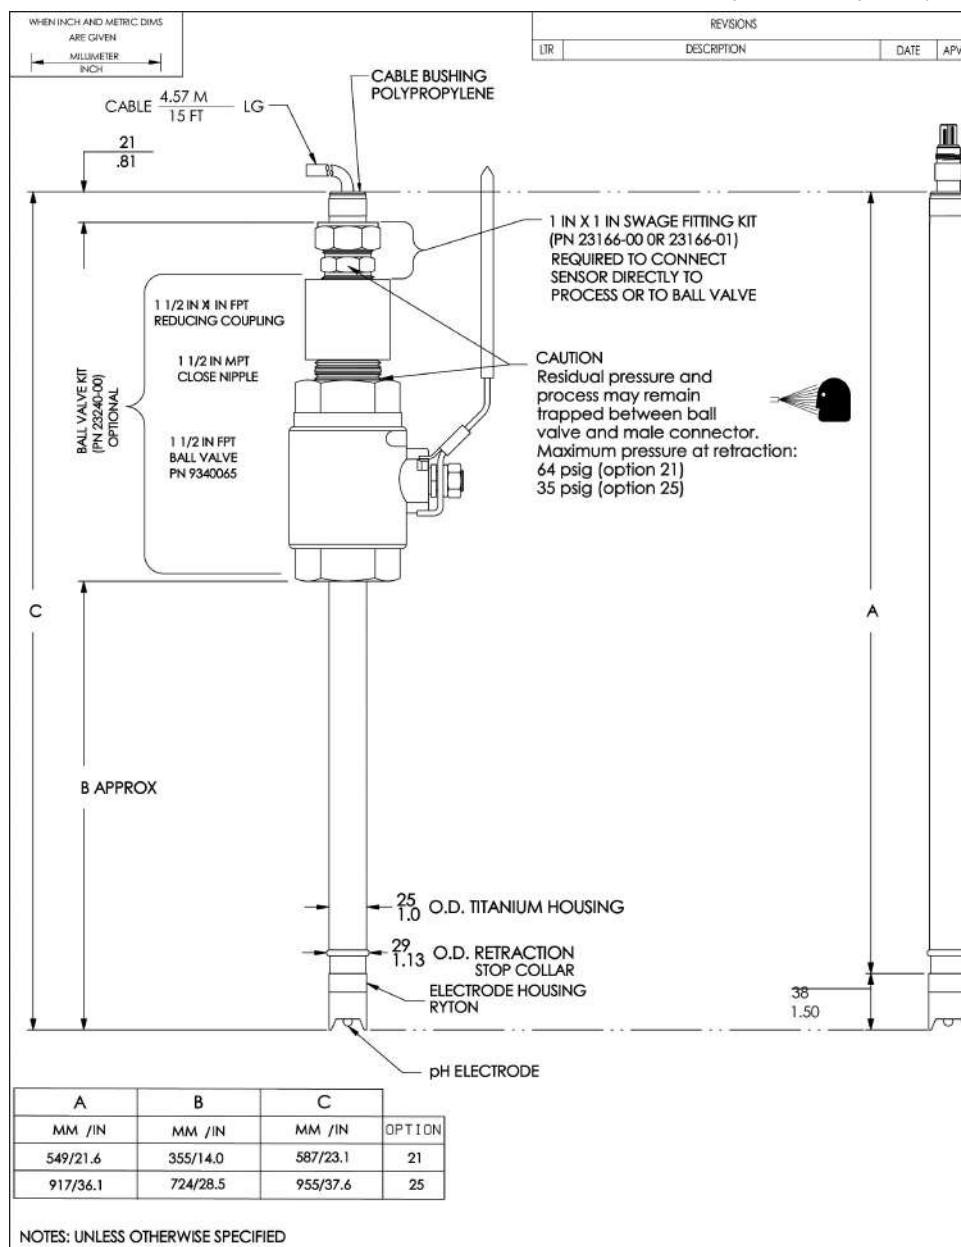 WHEN INCH AND METRIC DIMS
ARE GIVEN
MILLIMETER
INCH
REVISIONS
LTR DESCRIPTION DATE APV
CABLE 4.57 M LG
15 FT
CABLE BUSHING
POLYPROPYLENE
21
.81
1 IN X 1 IN SWAGE FITTING KIT
(PN 23166-00 0R 23166-01)
REQUIRED TO CONNECT
SENSOR DIRECTLY TO
PROCESS OR TO BALL VALVE
1 1/2 IN X 1 IN FPT
REDUCING COUPLING
1 1/2 IN MPT
CLOSE NIPPLE
BALL VALVE KIT
(PN 23240-00)
OPTIONAL
1 1/2 IN FPT
BALL VALVE
PN 9340065
CAUTION
Residual pressure and
process may remain
trapped between ball
valve and male connector.
Maximum pressure at retraction:
64 psig (option 21)
35 psig (option 25)
C
A
B APPROX
25
1.0 O.D. TITANIUM HOUSING
29
1.13 O.D. RETRACTION
STOP COLLAR
ELECTRODE HOUSING
RYTON
38
1.50
pH ELECTRODE
A B C
MM /IN MM /IN MM /IN OPTION
549/21.6 355/14.0 587/23.1 21
917/36.1 724/28.5 955/37.6 25
NOTES: UNLESS OTHERWISE SPECIFIED